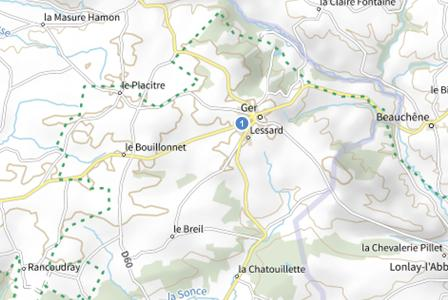 la Claire Fontaine
la Masure Hamon
le Placitre
Ger
1
Lessard
Beauchêne
le Bouillonnet
le Breil
D60
Rancoudray
la Chevalerie Pillet
Lonlay-l'Abb
la Chatouillette
la Sonce